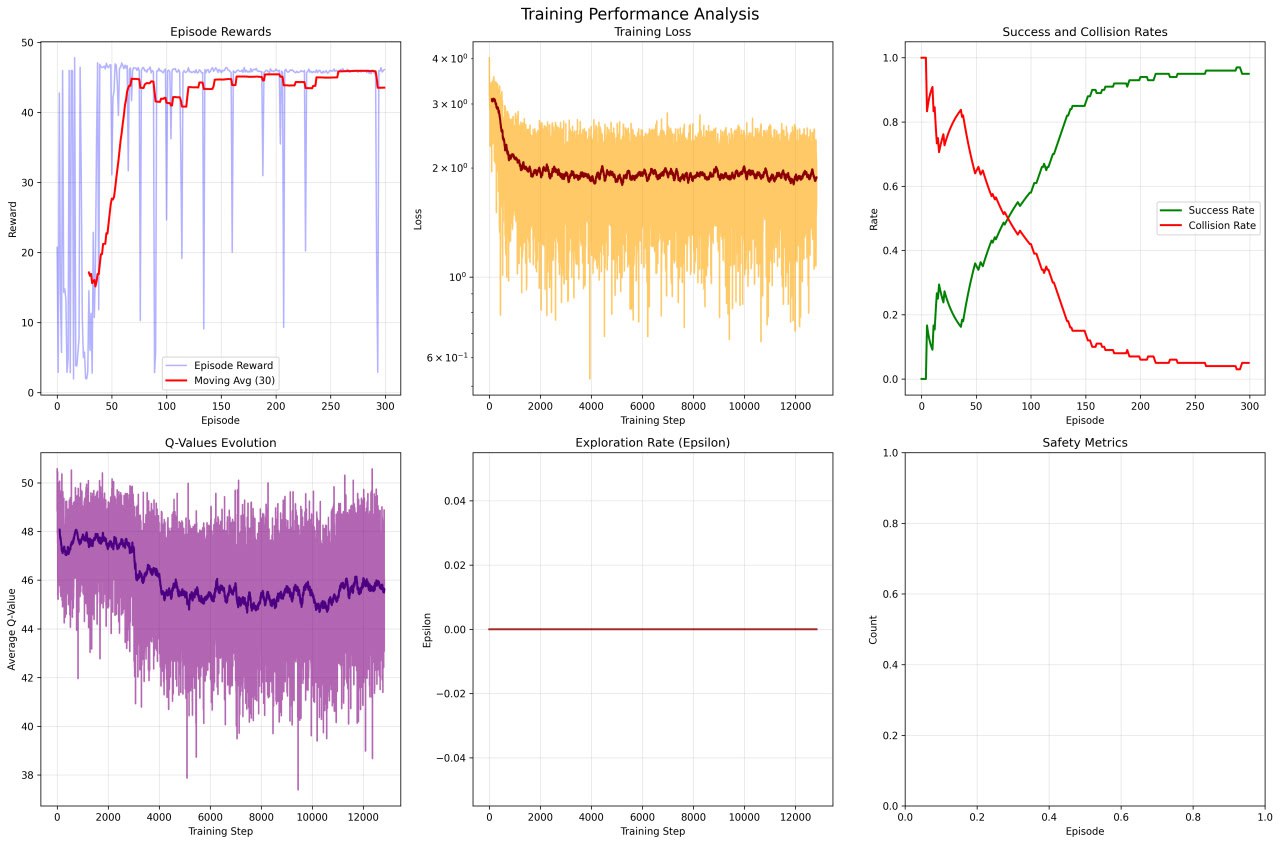 Training Performance Analysis
Episode Rewards
50
40
30
20
10
0
Reward
0 50 100 150 200 250 300
Episode
Episode Reward
Moving Avg (30)
Training Loss
4 × 10⁰
3 × 10⁰
2 × 10⁰
10⁰
6 × 10⁻¹
Loss
0 2000 4000 6000 8000 10000 12000
Training Step
Success and Collision Rates
1.0
0.8
0.6
0.4
0.2
0.0
Rate
0 50 100 150 200 250 300
Episode
Success Rate
Collision Rate
Q-Values Evolution
50
48
46
44
42
40
38
Average Q-Value
0 2000 4000 6000 8000 10000 12000
Training Step
Exploration Rate (Epsilon)
0.04
0.02
0.00
−0.02
−0.04
Epsilon
0 2000 4000 6000 8000 10000 12000
Training Step
Safety Metrics
1.0
0.8
0.6
0.4
0.2
0.0
Count
0.0 0.2 0.4 0.6 0.8 1.0
Episode